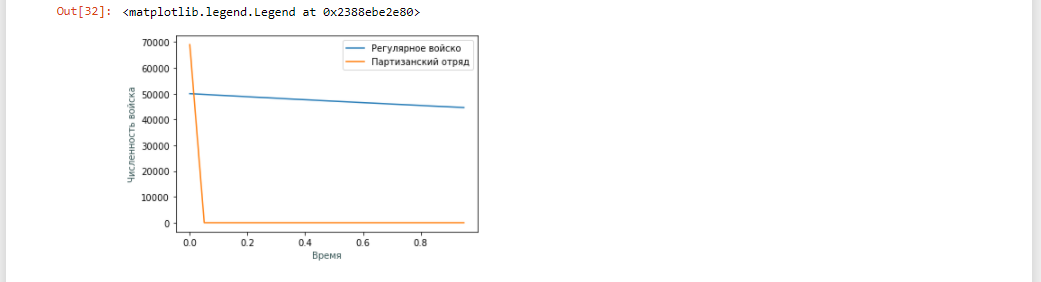 Out[32]: <matplotlib.legend.Legend at 0x2388ebe2e80>
70000
60000
50000
40000
30000
20000
10000
0
Численность войска
Регулярное войско
Партизанский отряд
0.0 0.2 0.4 0.6 0.8
Время